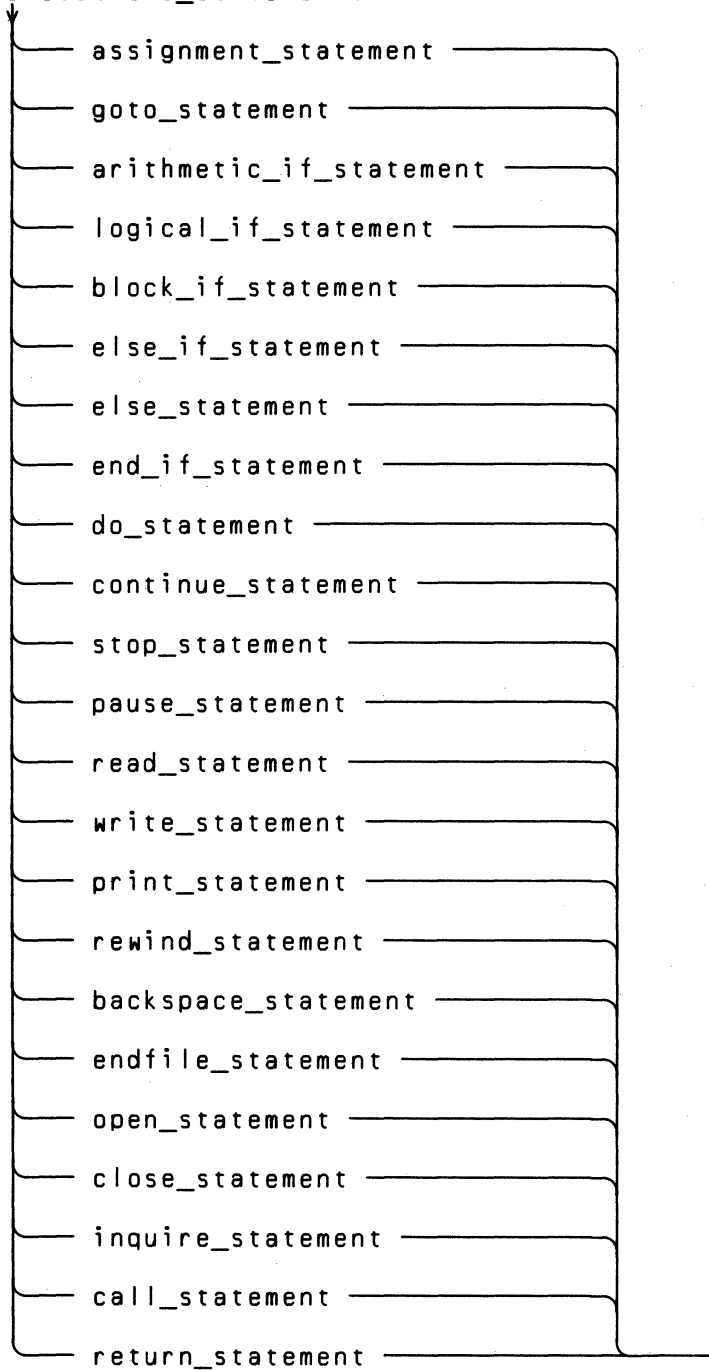 assignment_statement
goto_statement
arithmetic_if_statement
logical_if_statement
block_if_statement
else_if_statement
else_statement
end_if_statement
do_statement
continue_statement
stop_statement
pause_statement
read_statement
write_statement
print_statement
rewind_statement
backspace_statement
endfile_statement
open_statement
close_statement
inquire_statement
call_statement
return_statement